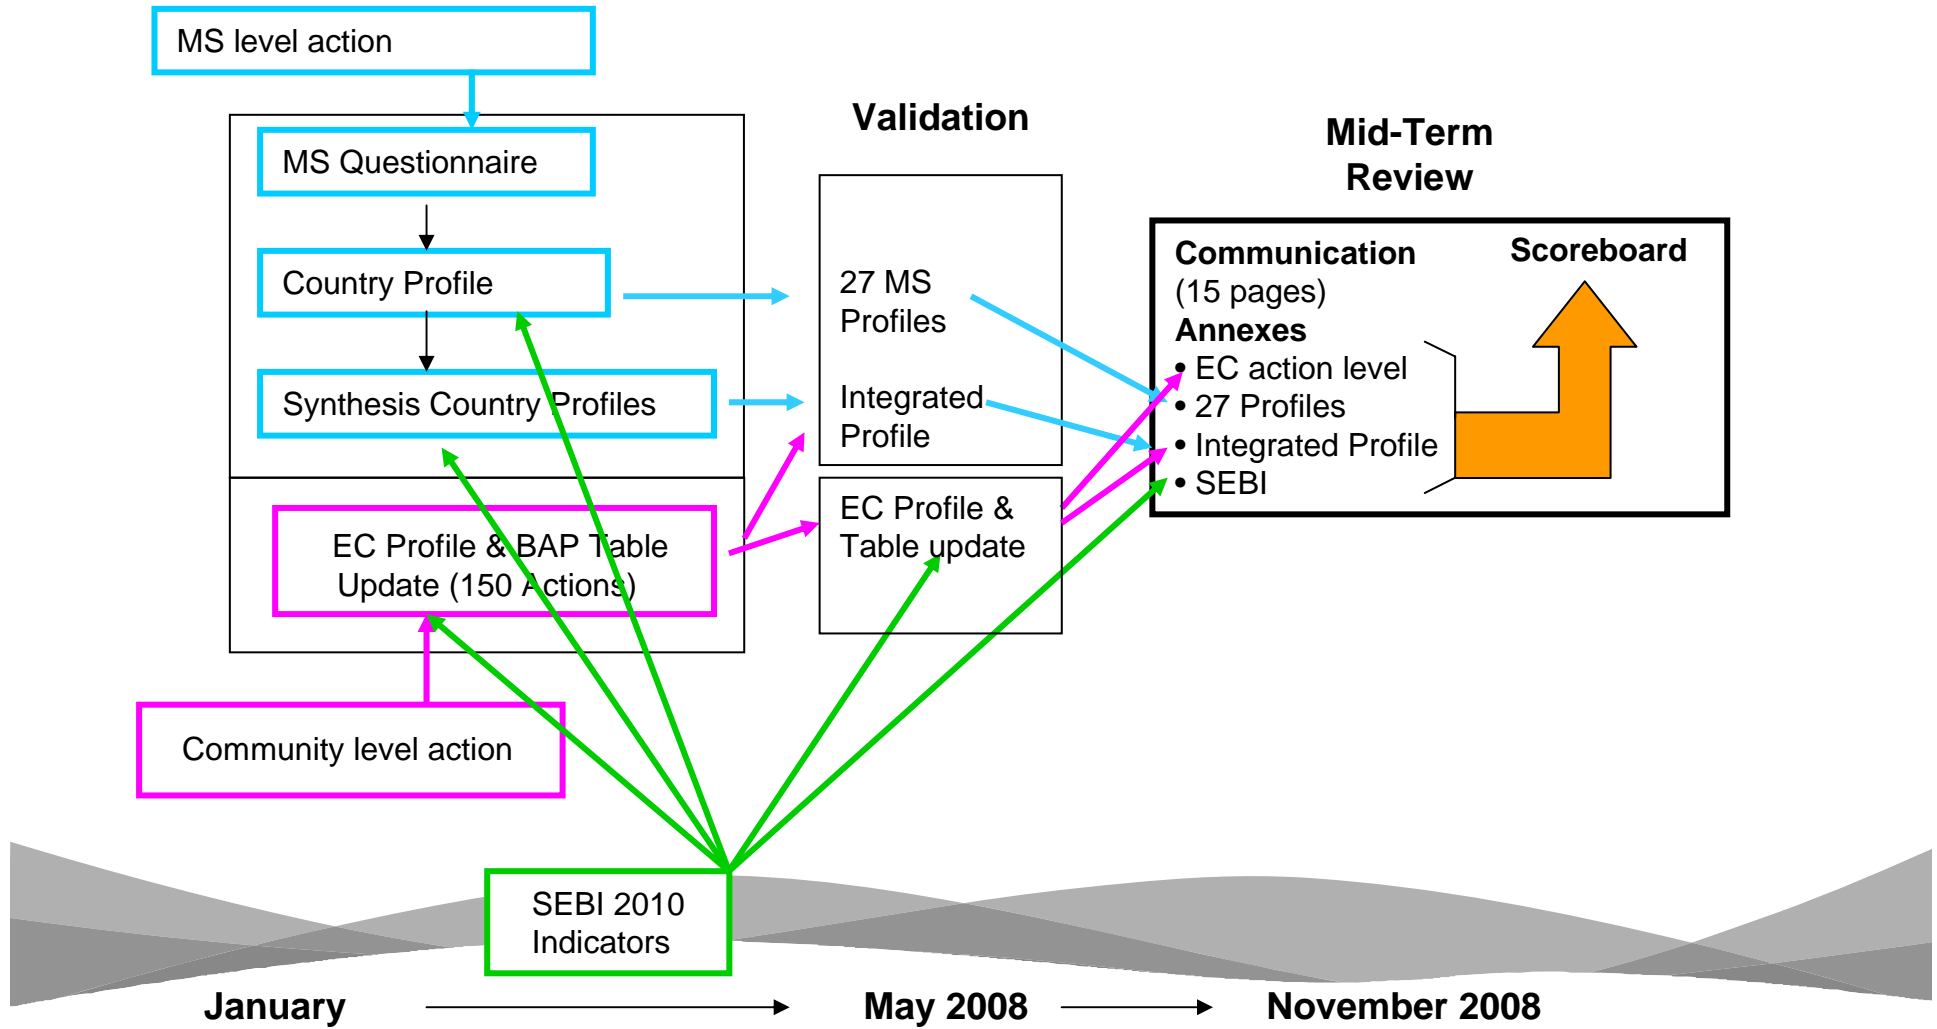 MS level action
MS Questionnaire
Country Profile
Synthesis Country Profiles
EC Profile & BAP Table
Update (150 Actions)
Community level action
SEBI 2010
Indicators
Validation
27 MS
Profiles
Integrated
Profile
EC Profile &
Table update
Mid-Term
Review
Communication
(15 pages)
Annexes
• EC action level
• 27 Profiles
• Integrated Profile
• SEBI
Scoreboard
January
May 2008
November 2008